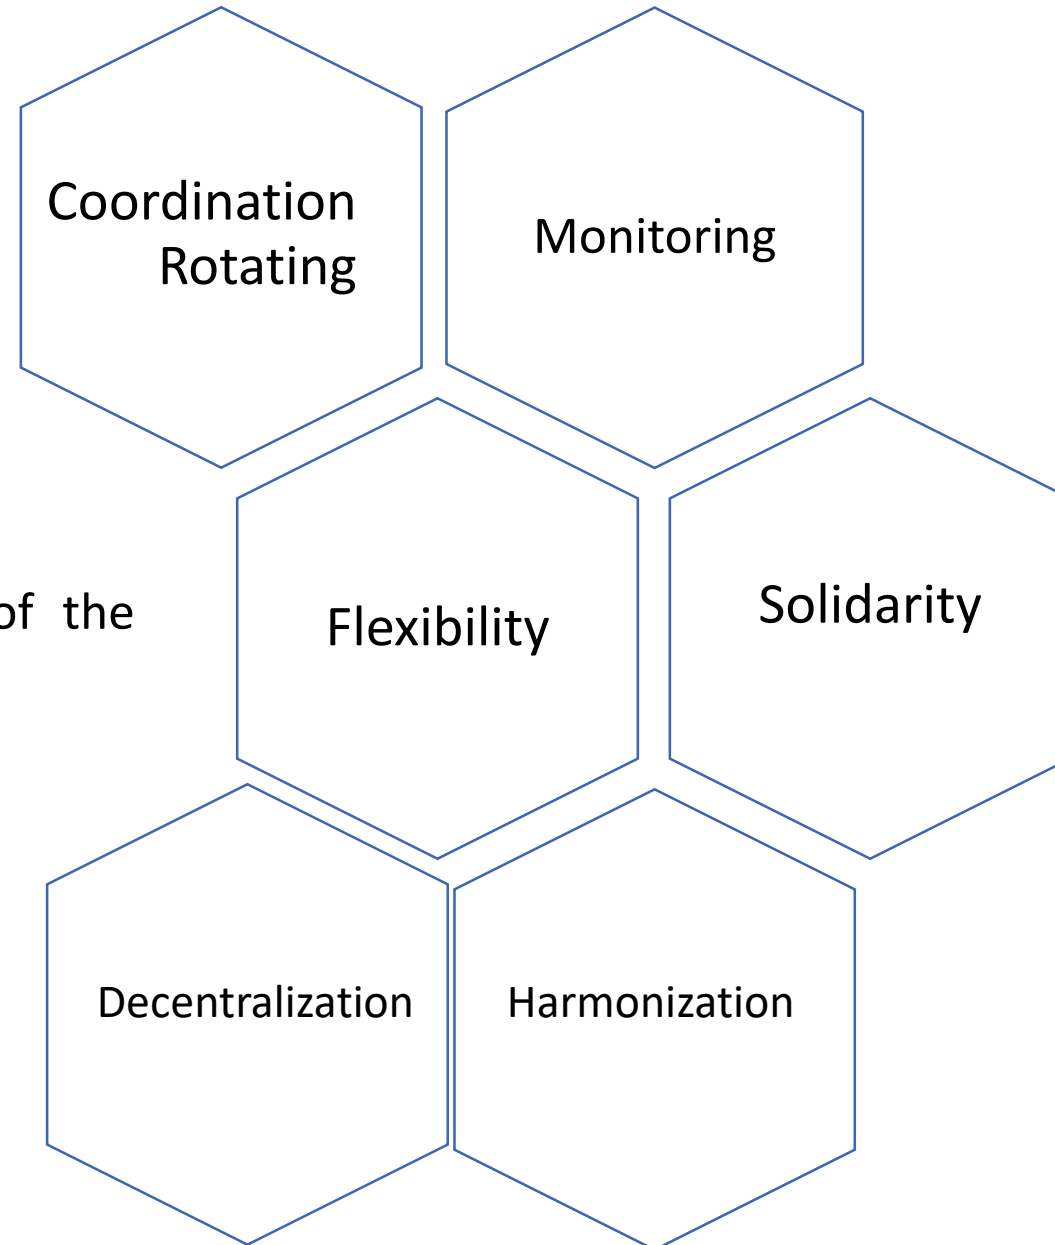 Coordination
Rotating
Monitoring
of the
Flexibility
Solidarity
Decentralization
Harmonization